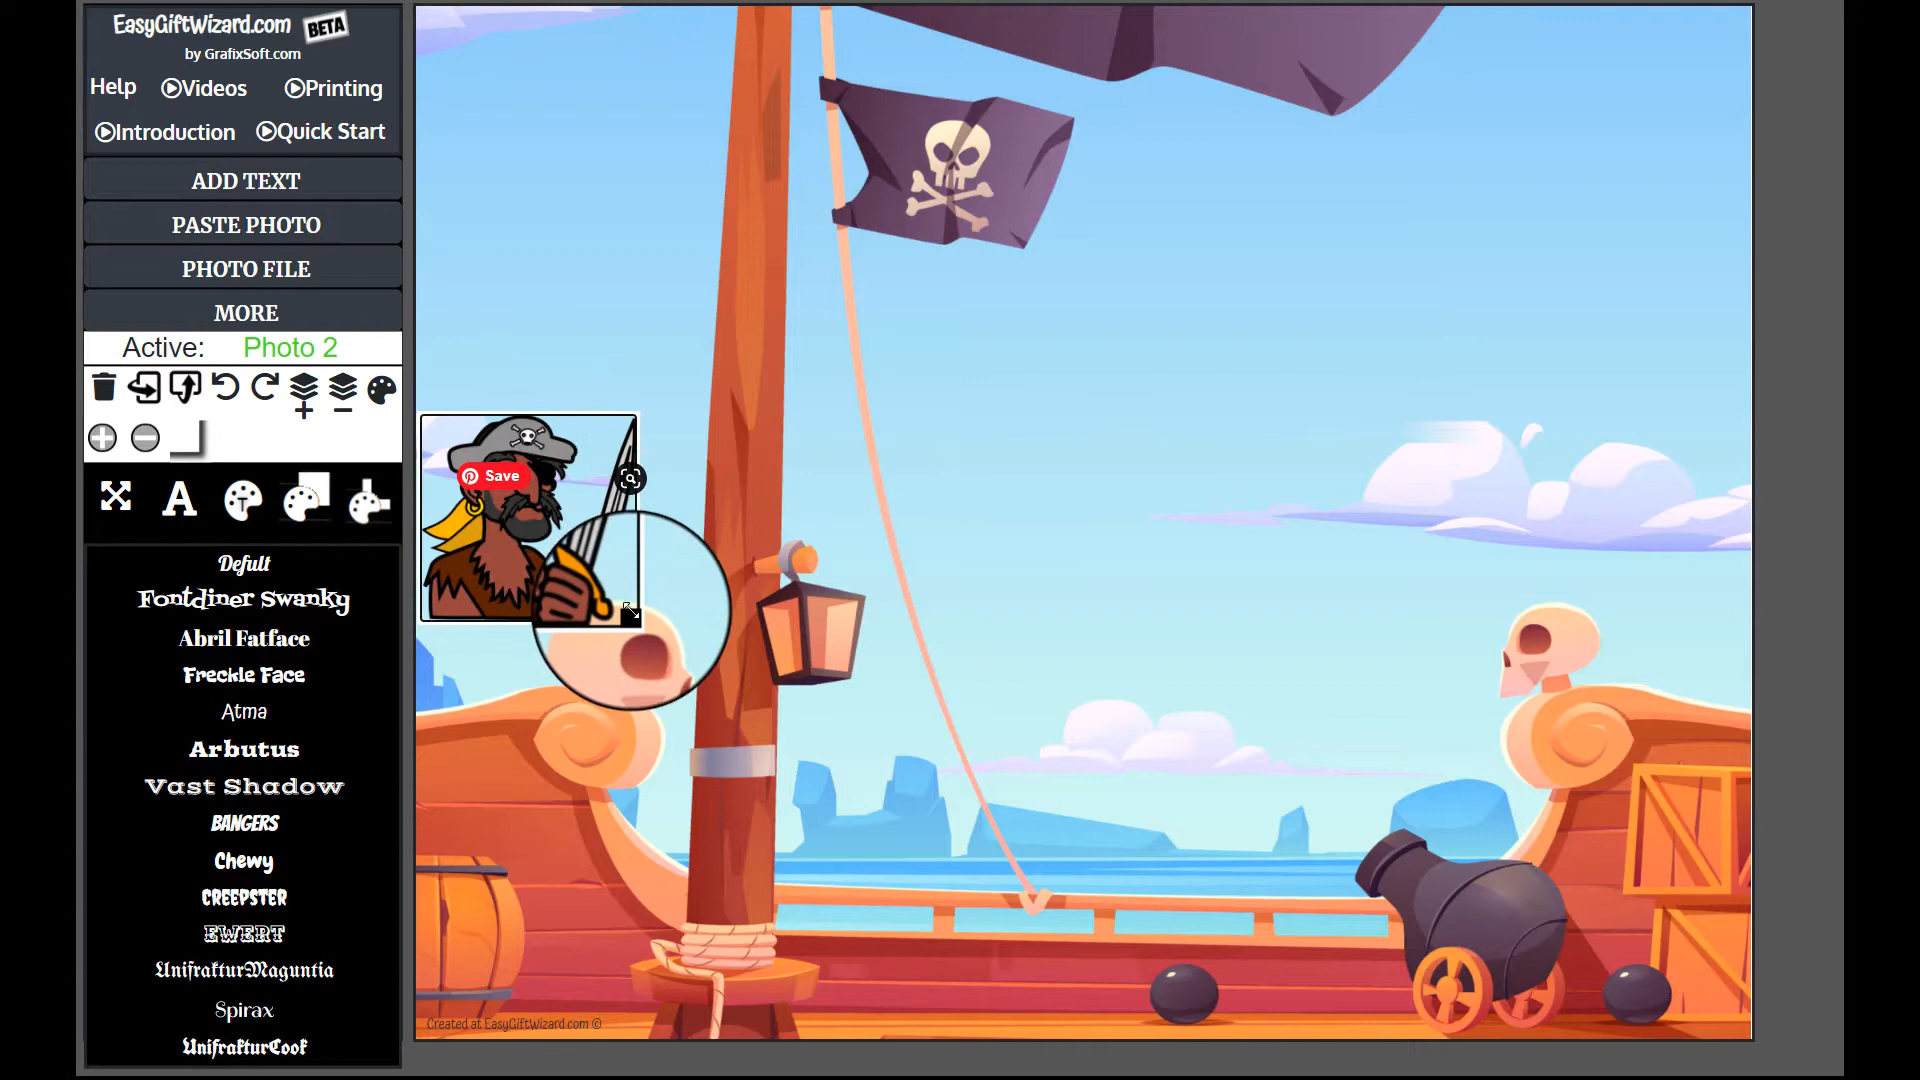 EasyGiftWizard.com BETA
by GrafixSoft.com
Help Videos Printing
Introduction Quick Start
ADD TEXT
PASTE PHOTO
PHOTO FILE
MORE
Active: Photo 2
Save
Defult
Fontdiner Swanky
Abril Fatface
Freckle Face
Atma
Arbutus
Vast Shadow
BANGERS
Chewy
CREEPSTER
EWERT
UnifrakturMaguntia
Spirax
UnifrakturCook
Created at EasyGiftWizard.com ©